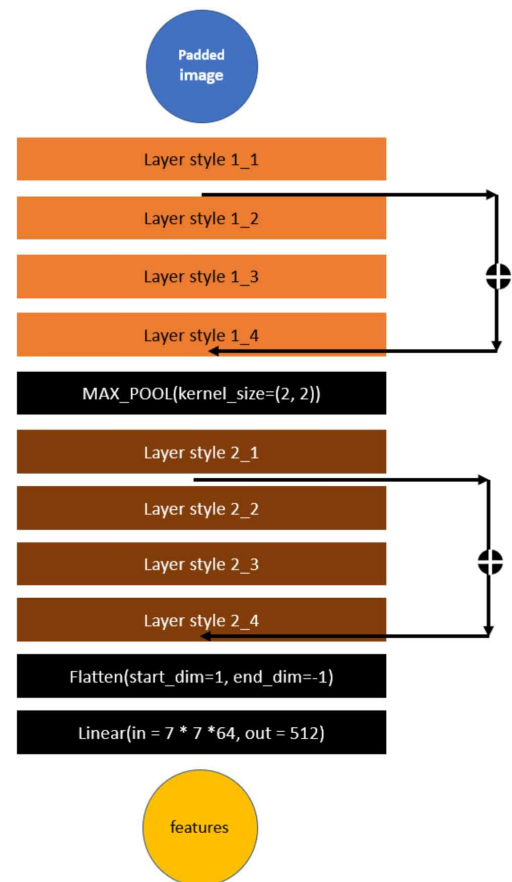 Padded
image
Layer style 1_1
Layer style 1_2
Layer style 1_3
Layer style 1_4
MAX_POOL(kernel_size=(2, 2))
Layer style 2_1
Layer style 2_2
Layer style 2_3
Layer style 2_4
Flatten(start_dim=1, end_dim=-1)
Linear(in = 7 * 7 *64, out = 512)
features